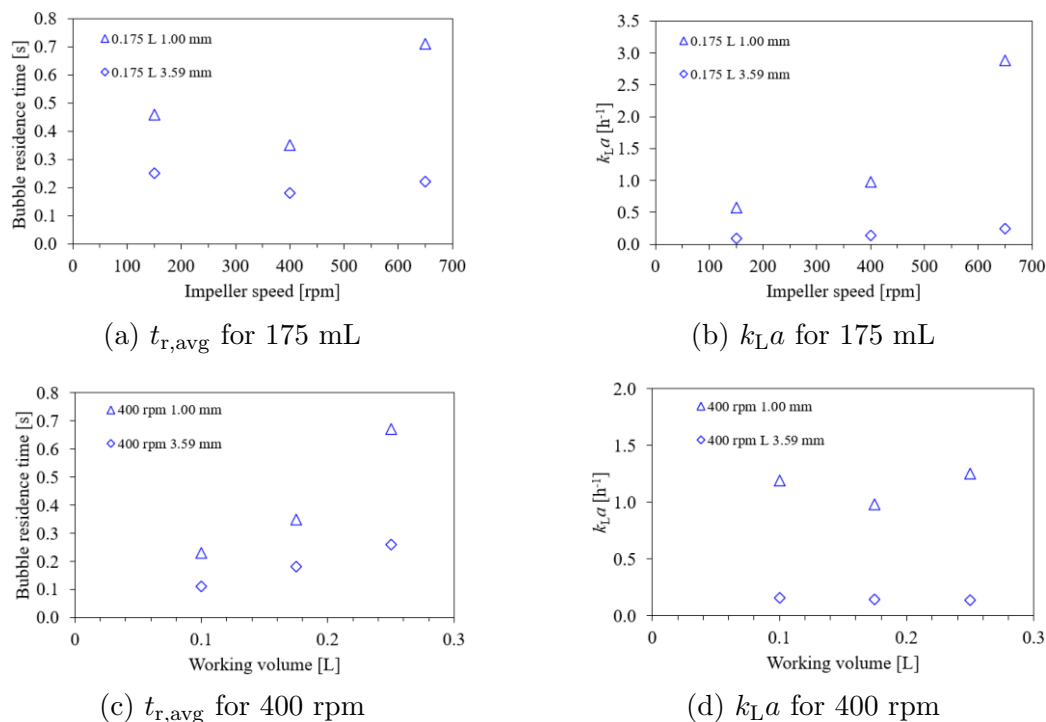 0.8
0.7
0.6
0.5
0.4
0.3
0.2
0.1
0.0
Bubble residence time [s]
0.175 L 1.00 mm
0.175 L 3.59 mm
0 100 200 300 400 500 600 700
Impeller speed [rpm]
(a) t_r,avg for 175 mL
3.5
3.0
2.5
2.0
1.5
1.0
0.5
0.0
k_L a [h⁻¹]
0.175 L 1.00 mm
0.175 L 3.59 mm
0 100 200 300 400 500 600 700
Impeller speed [rpm]
(b) k_L a for 175 mL
0.8
0.7
0.6
0.5
0.4
0.3
0.2
0.1
0.0
Bubble residence time [s]
400 rpm 1.00 mm
400 rpm 3.59 mm
0 0.1 0.2 0.3
Working volume [L]
(c) t_r,avg for 400 rpm
2.0
1.5
1.0
0.5
0.0
k_L a [h⁻¹]
400 rpm 1.00 mm
400 rpm L 3.59 mm
0 0.1 0.2 0.3
Working volume [L]
(d) k_L a for 400 rpm